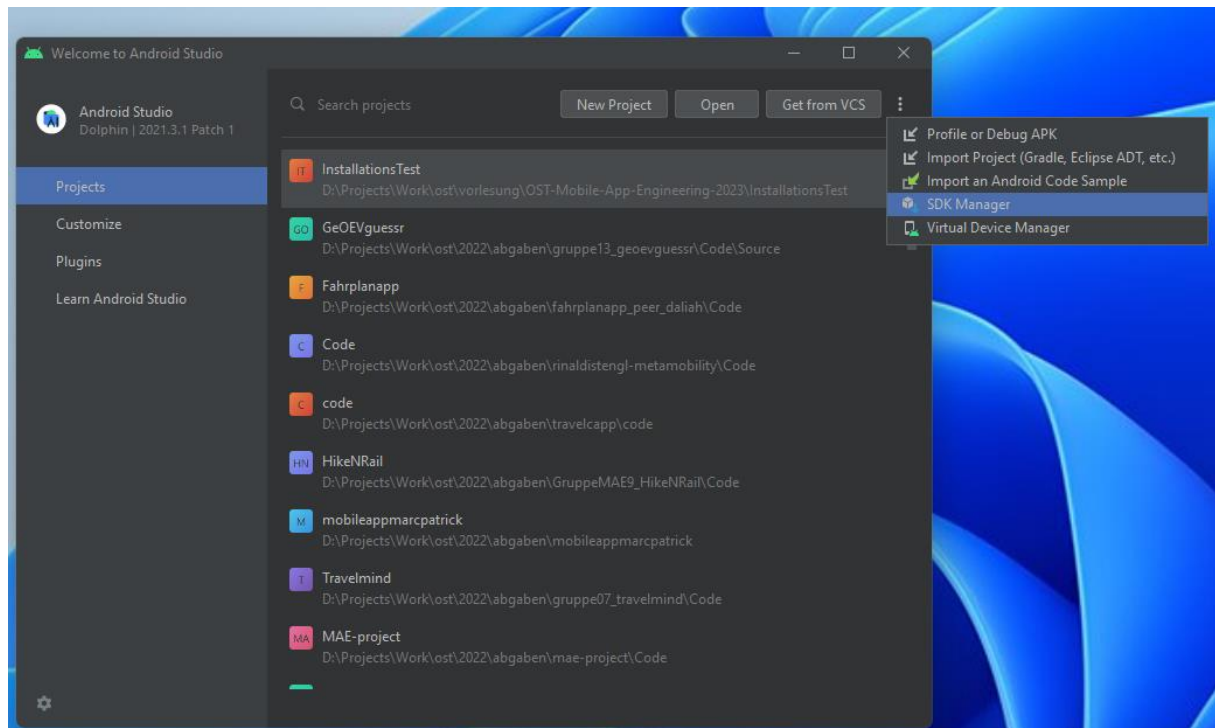 Welcome to Android Studio
Android Studio
Dolphin | 2021.3.1 Patch 1
Projects
Customize
Plugins
Learn Android Studio
Search projects
New Project
Open
Get from VCS
Profile or Debug APK
Import Project (Gradle, Eclipse ADT, etc.)
Import an Android Code Sample
SDK Manager
Virtual Device Manager
IT
InstallationsTest
D:\Projects\Work\ost\vorlesung\OST-Mobile-App-Engineering-2023\InstallationsTest
GO
GeOEVguessr
D:\Projects\Work\ost\2022\abgaben\gruppe13_geoevguessr\Code\Source
F
Fahrplanapp
D:\Projects\Work\ost\2022\abgaben\fahrplanapp_peer_daliah\Code
C
Code
D:\Projects\Work\ost\2022\abgaben\rinaldistengl-metamobility\Code
C
code
D:\Projects\Work\ost\2022\abgaben\travelcapp\code
HN
HikeNRail
D:\Projects\Work\ost\2022\abgaben\GruppeMAE9_HikeNRail\Code
M
mobileappmarcpatrick
D:\Projects\Work\ost\2022\abgaben\mobileappmarcpatrick
T
Travelmind
D:\Projects\Work\ost\2022\abgaben\gruppe07_travelmind\Code
MA
MAE-project
D:\Projects\Work\ost\2022\abgaben\mae-project\Code